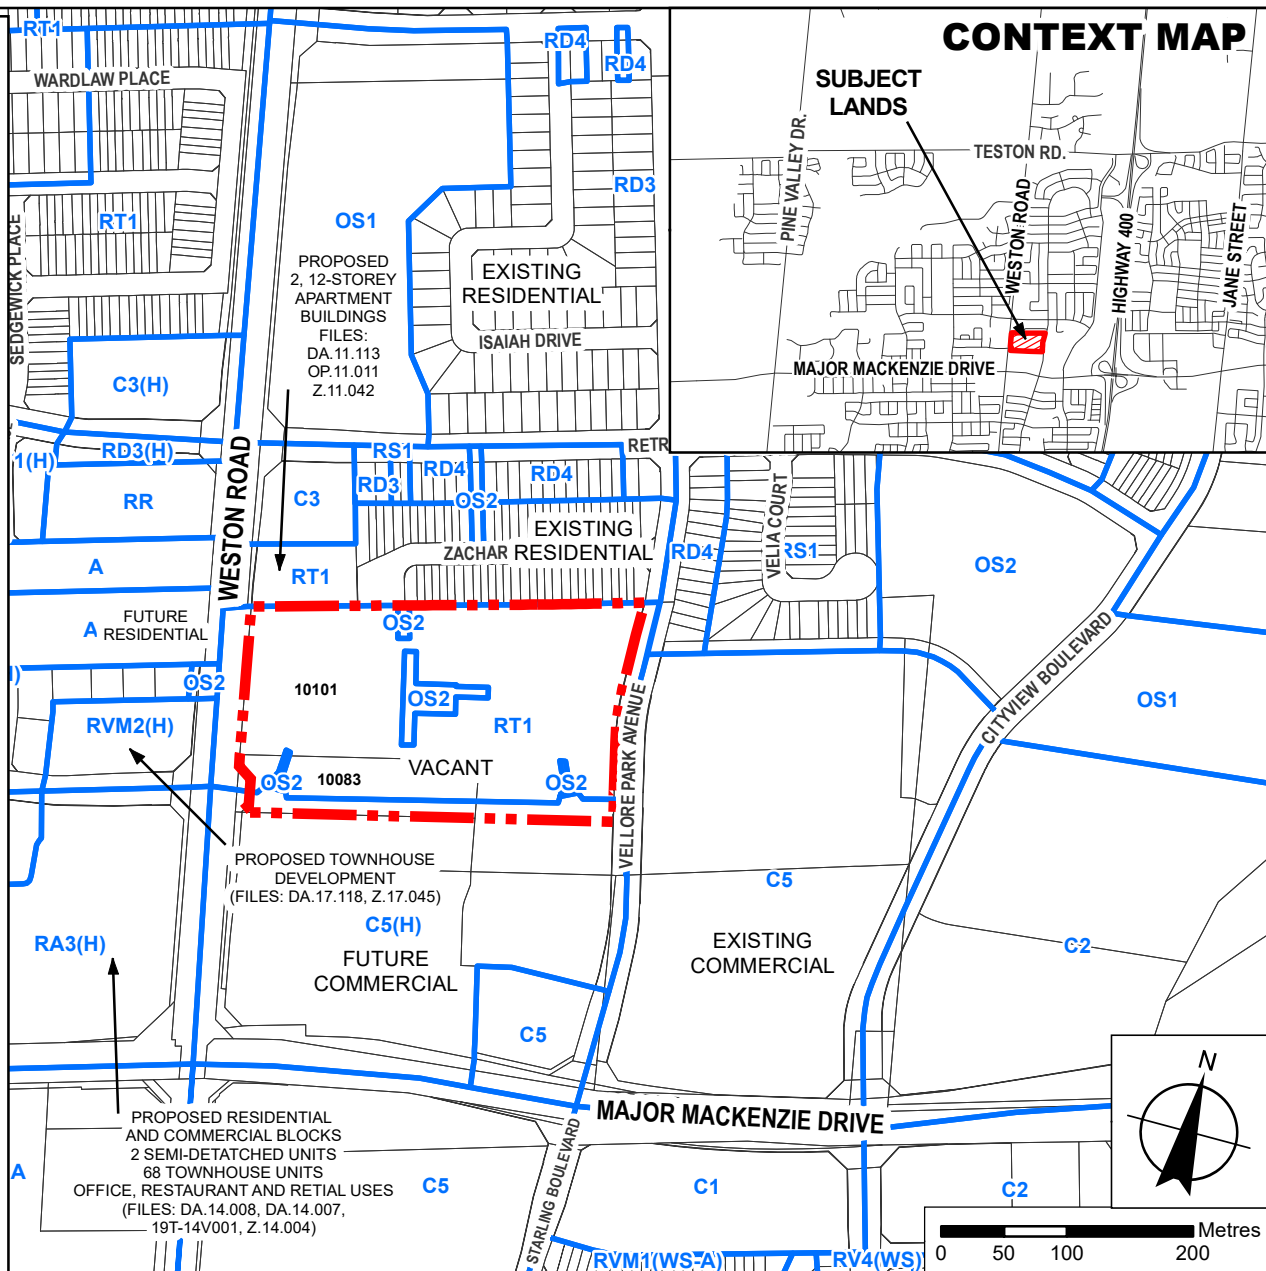 CONTEXT MAP
SUBJECT
LANDS
PINE VALLEY DR.
TESTON RD.
WESTON ROAD
HIGHWAY 400
JANE STREET
MAJOR MACKENZIE DRIVE
RT1
WARDLAW PLACE
RD4
RD4
RD3
RT1
SEDGEWICK PLACE
OS1
PROPOSED
2, 12-STOREY
APARTMENT
BUILDINGS
FILES:
DA.11.113
OP.11.011
Z.11.042
EXISTING
RESIDENTIAL
ISAIAH DRIVE
C3(H)
WESTON ROAD
RETR
1(H)
RD3(H)
RS1
RD3
RD4
RD4
OS2
RR
C3
EXISTING
RESIDENTIAL
ZACHAR
VELIA COURT
RD4
RS1
OS2
A
RT1
A
FUTURE
RESIDENTIAL
OS2
OS2
)
10101
OS2
RT1
CITYVIEW BOULEVARD
OS1
RVM2(H)
VELLORE PARK AVENUE
VACANT
OS2
10083
OS2
PROPOSED TOWNHOUSE
DEVELOPMENT
(FILES: DA.17.118, Z.17.045)
C5
C5(H)
FUTURE
COMMERCIAL
EXISTING
COMMERCIAL
RA3(H)
C2
C5
N
MAJOR MACKENZIE DRIVE
PROPOSED RESIDENTIAL
AND COMMERCIAL BLOCKS
2 SEMI-DETATCHED UNITS
68 TOWNHOUSE UNITS
OFFICE, RESTAURANT AND RETIAL USES
(FILES: DA.14.008, DA.14.007,
19T-14V001, Z.14.004)
A
C5
STARLING BOULEVARD
C1
C2
RVM1(WS-A)
RV4(WS)
Metres
0 50 100 200